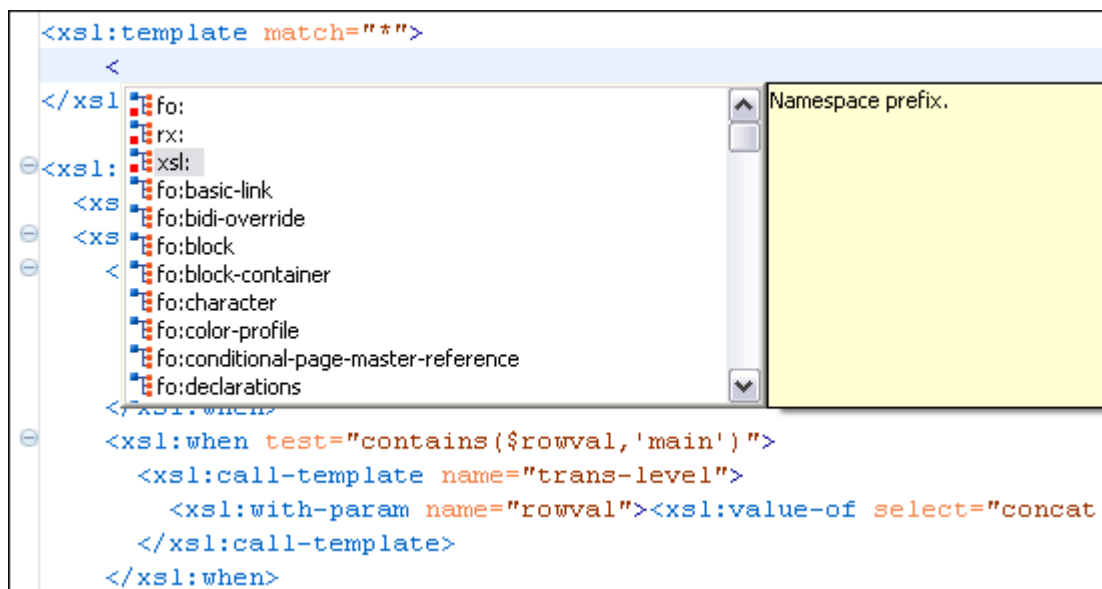 <xsl:template match="*">
<
</xsl
fo:
Namespace prefix.
rx:
xsl:
<xsl:
fo:basic-link
<xs
fo:bidi-override
<xs
fo:block
<
fo:block-container
fo:character
fo:color-profile
fo:conditional-page-master-reference
fo:declarations
</xsl:when>
<xsl:when test="contains($rowval,'main')">
<xsl:call-template name="trans-level">
<xsl:with-param name="rowval"><xsl:value-of select="concat
</xsl:call-template>
</xsl:when>